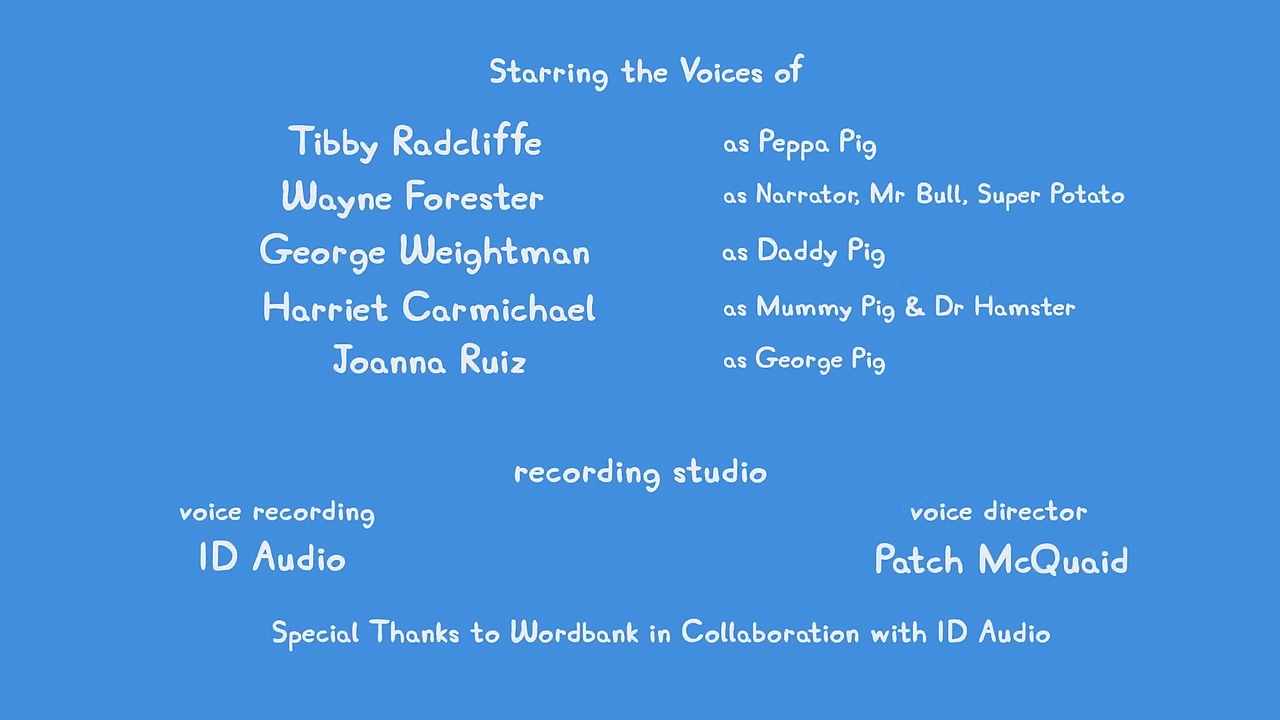 Starring the Voices of
Tibby Radcliffe as Peppa Pig
Wayne Forester as Narrator, Mr Bull, Super Potato
George Weightman as Daddy Pig
Harriet Carmichael as Mummy Pig & Dr Hamster
Joanna Ruiz as George Pig
recording studio
voice recording
ID Audio
voice director
Patch McQuaid
Special Thanks to Wordbank in Collaboration with ID Audio